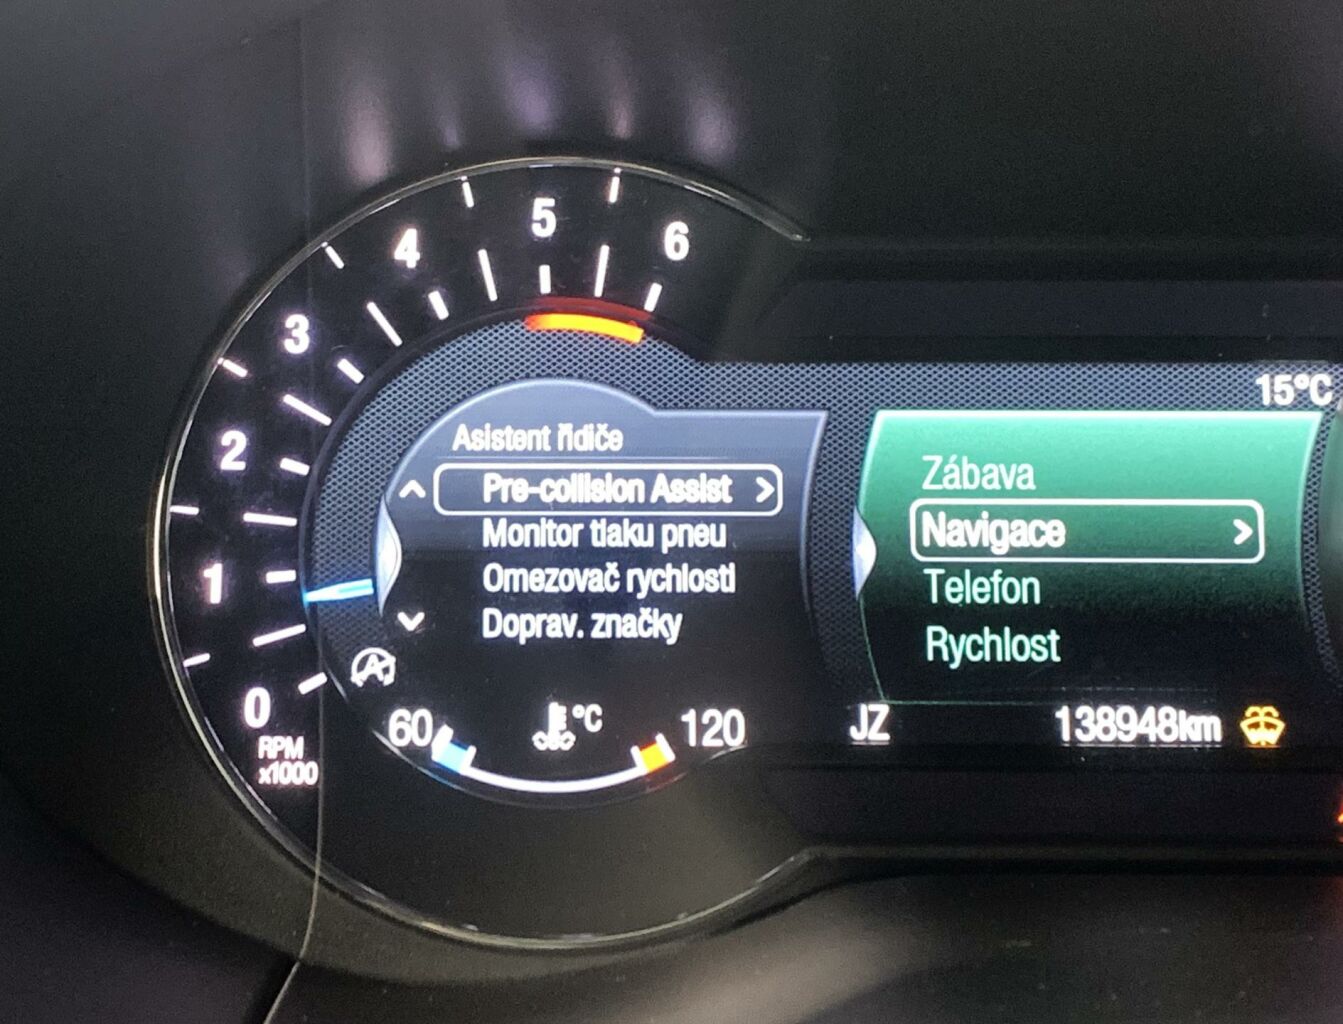 0
1
2
3
4
5
6
RPM
x1000
15°C
Asistent řidiče
Pre-collision Assist >
Monitor tlaku pneu
Omezovač rychlosti
Doprav. značky
Zábava
Navigace >
Telefon
Rychlost
A
60 °C 120
JZ 138948km